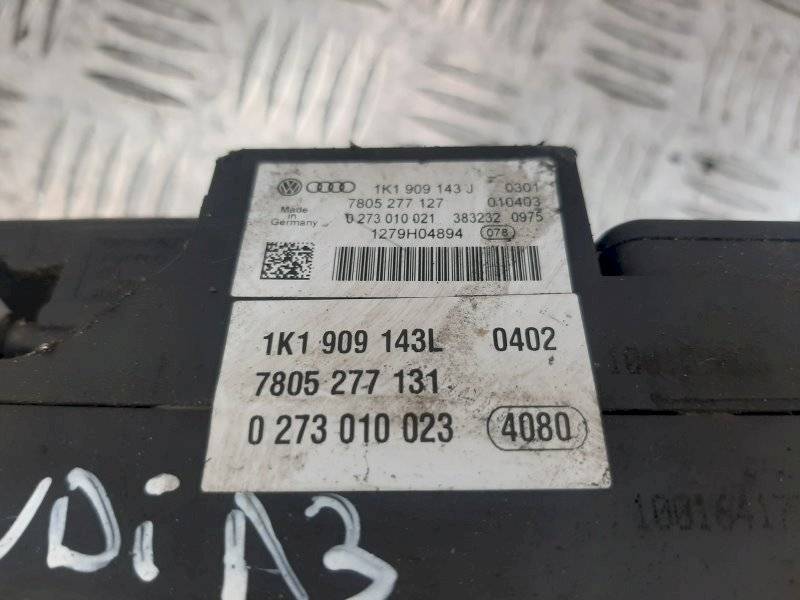 1K1 909 143 J 0301
7805 277 127 010403
Made in Germany
0 273 010 021 383232 0975
1279H04894 078
1K1 909 143L 0402
7805 277 131
0 273 010 023 4080
UDi A3